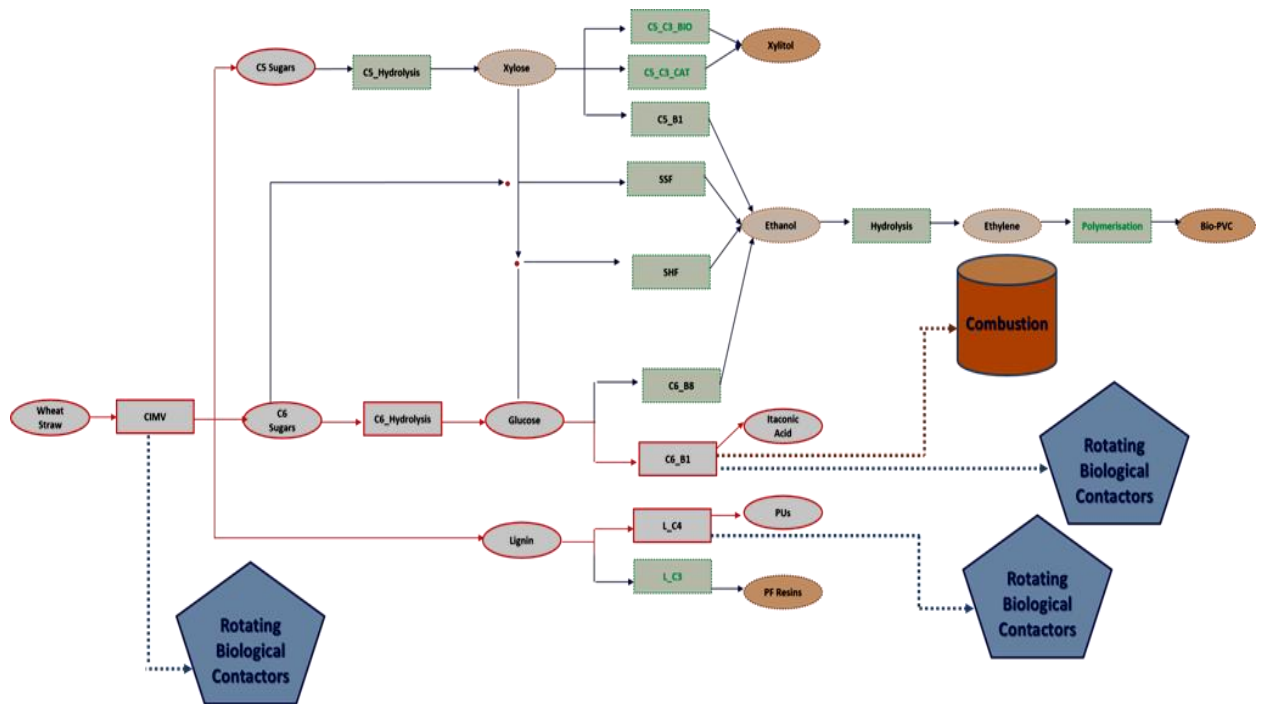 C5_C3_BIO
Xylitol
C5 Sugars
C5_Hydrolysis
Xylose
C5_C3_CAT
C5_B1
SSF
Ethanol
Hydrolysis
Ethylene
Polymerisation
Bio-PVC
SHF
Combustion
C6_B8
Wheat
Straw
CIMV
C6
Sugars
C6_Hydrolysis
Glucose
Itaconic
Acid
C6_B1
Rotating
Biological
Contactors
Lignin
L_C4
PUs
L_C3
PF Resins
Rotating
Biological
Contactors
Rotating
Biological
Contactors